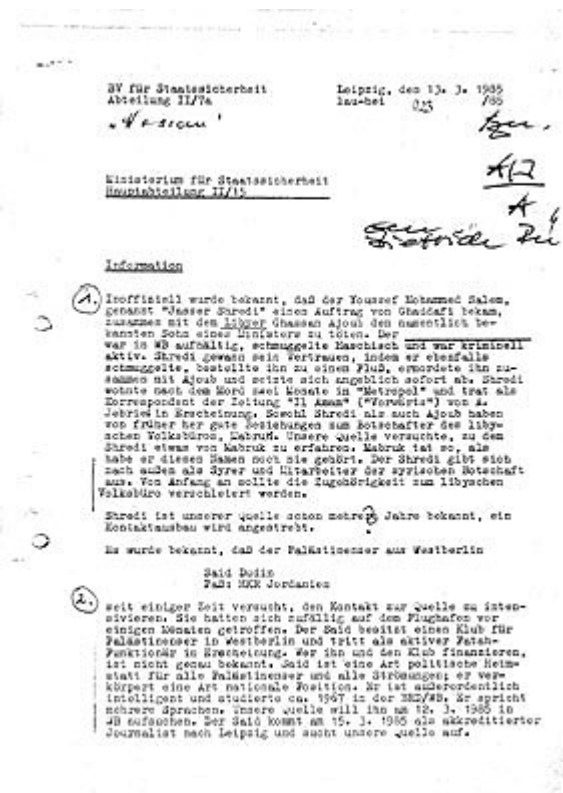 BV für Staatssicherheit
Abteilung II/7a
Leipzig, den 13. 3. 1985
lau-bei 023 /85
Ministerium für Staatssicherheit
Hauptabteilung II/15
Information
1. Inoffiziell wurde bekannt, daß der Youssef Mohammed Salem,
genannt "Jasser Shredi" einen Auftrag von Ghaddafi bekam,
zusammen mit dem Libyer Ghassan Ajoub den namentlich be-
kannten Sohn eines Ministers zu töten. Der
war in WB aufhältig, schmuggelte Haschisch und war kriminell
aktiv. Shredi gewann sein Vertrauen, indem er ebenfalls
schmuggelte, bestellte ihn zu einem Fluß, ermordete ihn zu-
sammen mit Ajoub und setzte sich angeblich sofort ab. Shredi
wohnte nach dem Mord zwei Monate in "Metropol" und trat als
Korrespondent der Zeitung "Il Amam" ("Vorwärts") von A.
Jebriel in Erscheinung. Sowohl Shredi als auch Ajoub haben
von früher her gute Beziehungen zum Botschafter des liby-
schen Volksbüros, Mabruk. Unsere Quelle versuchte, zu dem
Shredi etwas von Mabruk zu erfahren. Mabruk tat so, als
habe er diesen Namen noch nie gehört. Der Shredi gibt sich
nach außen als Syrer und Mitarbeiter der syrischen Botschaft
aus. Von Anfang an sollte die Zugehörigkeit zum libyschen
Volksbüro verschleiert werden.
Shredi ist unserer Quelle schon mehrere Jahre bekannt, ein
Kontaktausbau wird angestrebt.
Es wurde bekannt, daß der Palästinenser aus Westberlin
Said Dudin
PaB: HKR Jordanien
2. seit einiger Zeit versucht, den Kontakt zur Quelle zu inten-
sivieren. Sie hatten sich zufällig auf dem Flughafen vor
einigen Monaten getroffen. Der Said besitzt einen Klub für
Palästinenser in Westberlin und tritt als aktiver Fatah-
Funktionär in Erscheinung. Wer ihn und den Klub finanzieren,
ist nicht genau bekannt. Said ist eine Art politische Heim-
statt für alle Palästinenser und alle Strömungen; er ver-
körpert eine Art nationale Position. Er ist außerordentlich
intelligent und studierte ca. 1967 in der BRD/WB. Er spricht
mehrere Sprachen. Unsere Quelle will ihn am 12. 3. 1985 in
WB aufsuchen. Der Said kommt am 15. 3. 1985 als akkreditierter
Journalist nach Leipzig und sucht unsere Quelle auf.